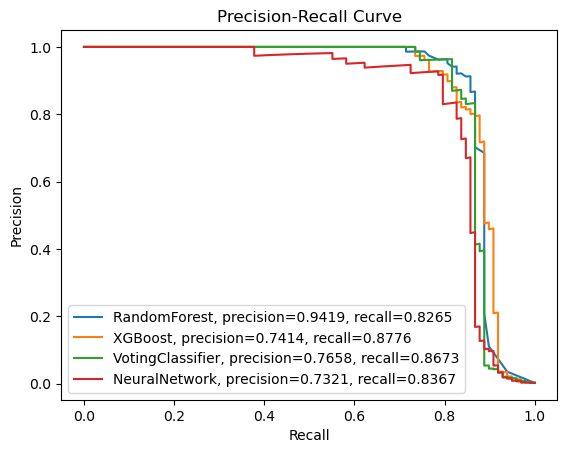 Precision-Recall Curve
Precision
1.0
0.8
0.6
0.4
0.2
0.0
RandomForest, precision=0.9419, recall=0.8265
XGBoost, precision=0.7414, recall=0.8776
VotingClassifier, precision=0.7658, recall=0.8673
NeuralNetwork, precision=0.7321, recall=0.8367
0.0 0.2 0.4 0.6 0.8 1.0
Recall